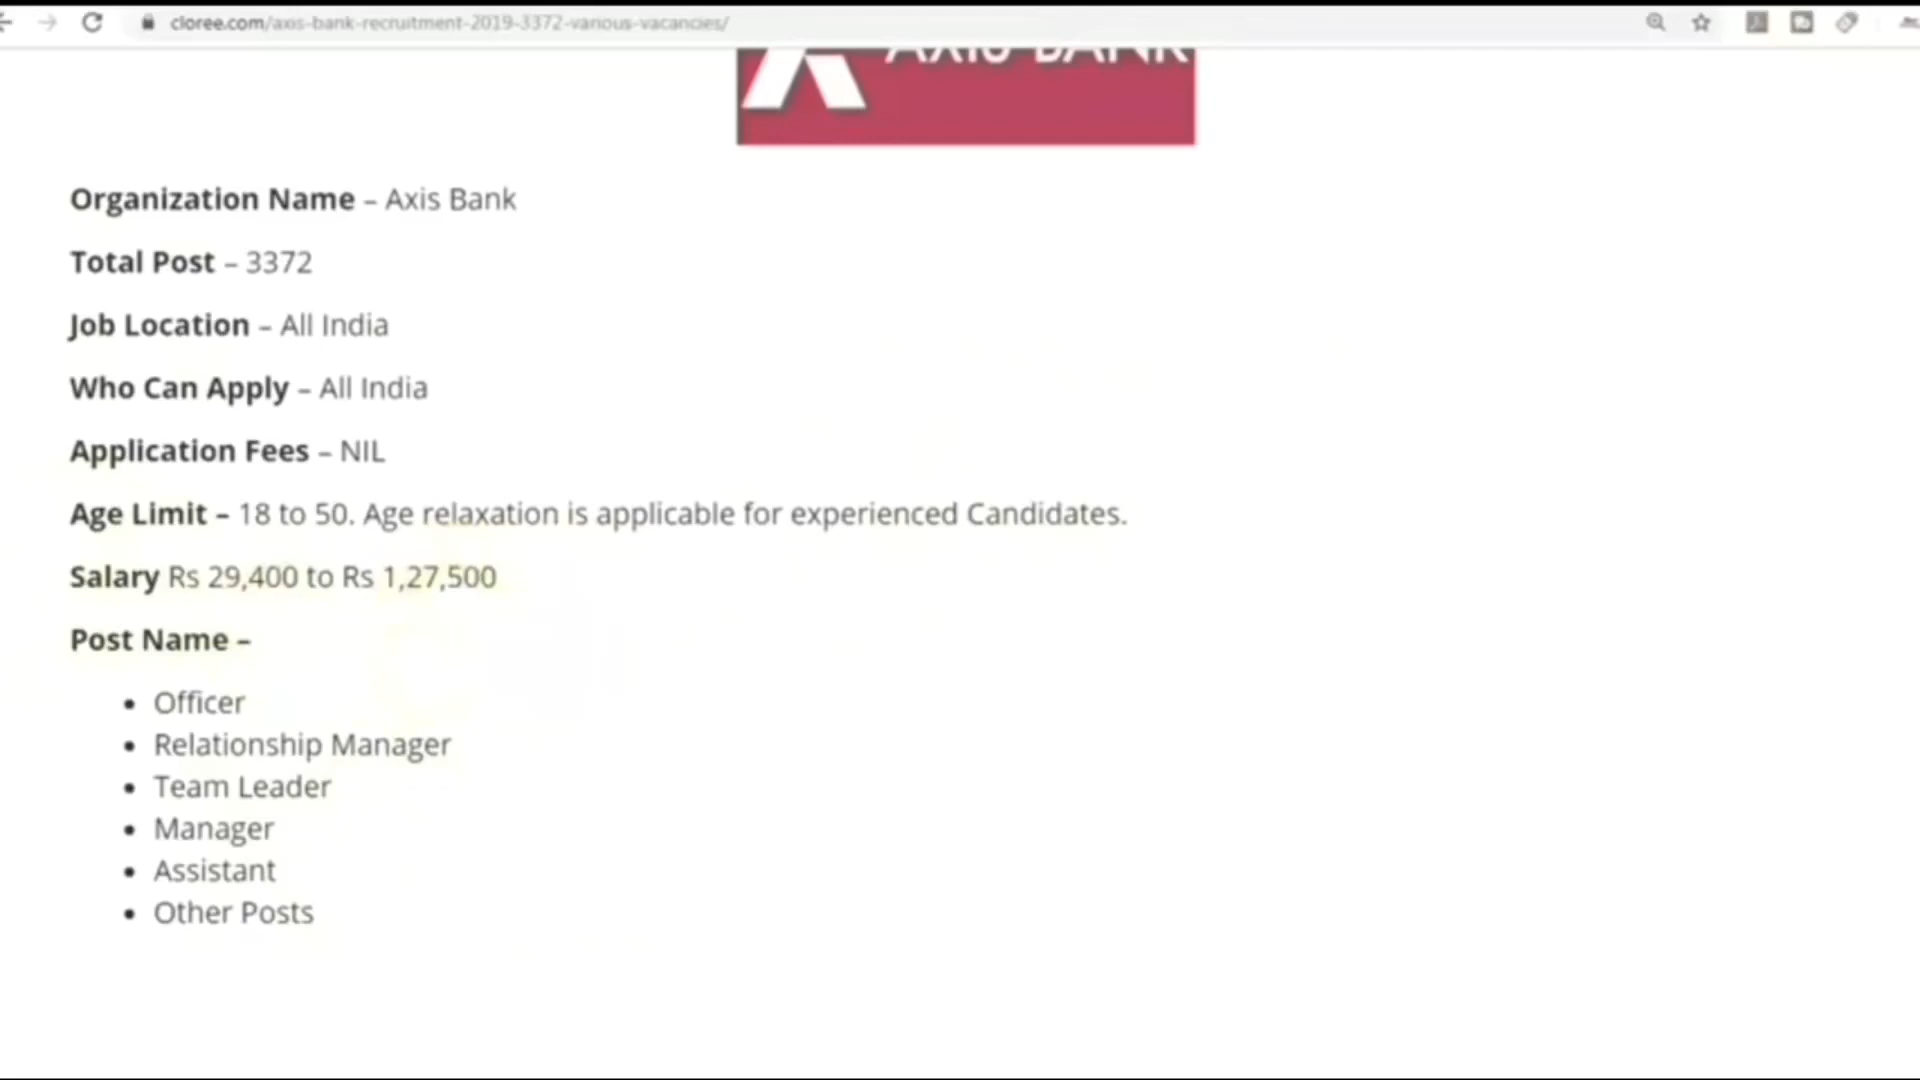 cloree.com/axis-bank-recruitment-2019-3372-various-vacancies/
AXIS BANK
Organization Name – Axis Bank
Total Post – 3372
Job Location – All India
Who Can Apply – All India
Application Fees – NIL
Age Limit – 18 to 50. Age relaxation is applicable for experienced Candidates.
Salary Rs 29,400 to Rs 1,27,500
Post Name –
• Officer
• Relationship Manager
• Team Leader
• Manager
• Assistant
• Other Posts